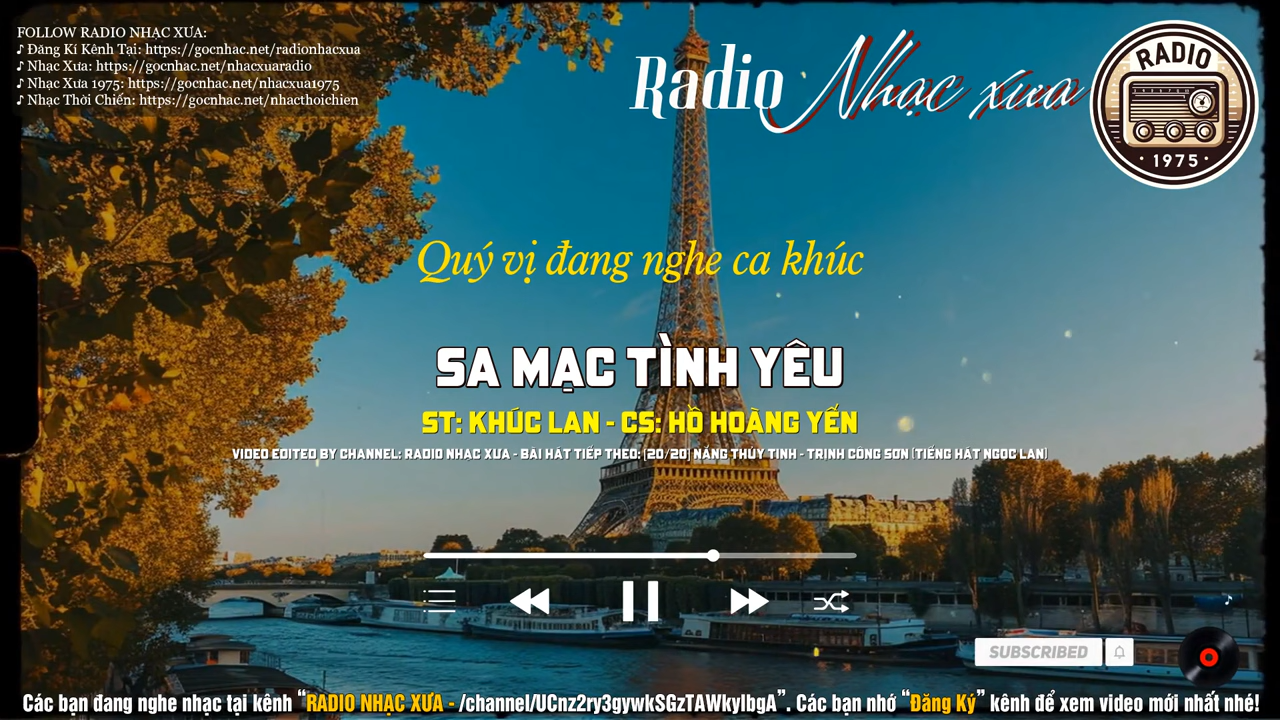 FOLLOW RADIO NHẠC XƯA:
♪ Đăng Kí Kênh Tại: https://gocnhac.net/radionhacxua
♪ Nhạc Xưa: https://gocnhac.net/nhacxuaradio
♪ Nhạc Xưa 1975: https://gocnhac.net/nhacxua1975
♪ Nhạc Thời Chiến: https://gocnhac.net/nhacthoichien
Radio Nhạc xưa
RADIO
1975
Quý vị đang nghe ca khúc
SA MẠC TÌNH YÊU
ST: KHÚC LAN - CS: HỒ HOÀNG YẾN
VIDEO EDITED BY CHANNEL: RADIO NHẠC XƯA - BÀI HÁT TIẾP THEO: (20/20) NẮNG THỦY TINH - TRỊNH CÔNG SƠN (TIẾNG HÁT NGỌC LAN)
SUBSCRIBED
Các bạn đang nghe nhạc tại kênh “RADIO NHẠC XƯA - /channel/UCnz2ry3gywkSGzTAWkyIbgA”. Các bạn nhớ “Đăng Ký” kênh để xem video mới nhất nhé!